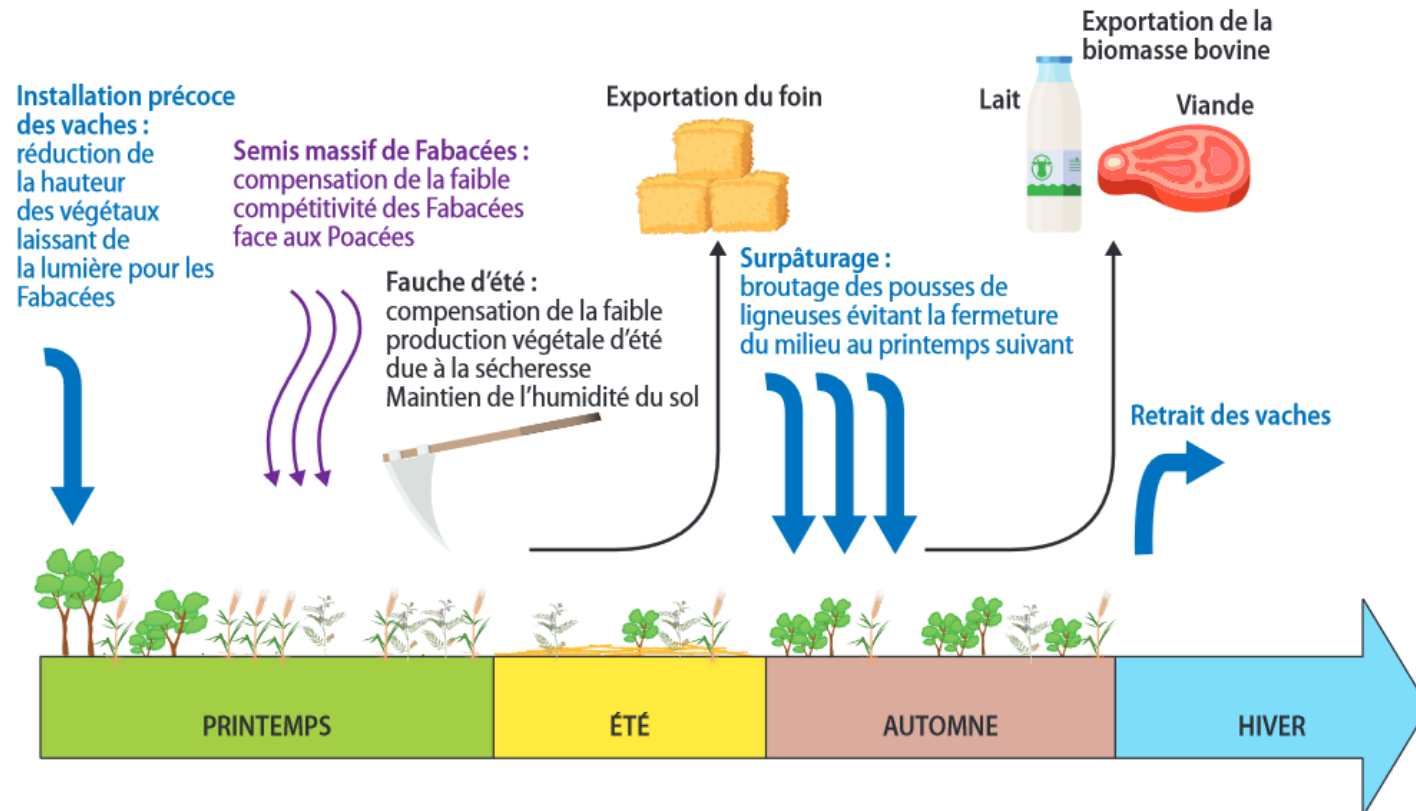 Installation précoce
des vaches :
réduction de
la hauteur
des végétaux
laissant de
la lumière pour les
Fabacées
Semis massif de Fabacées :
compensation de la faible
compétitivité des Fabacées
face aux Poacées
Fauche d’été :
compensation de la faible
production végétale d’été
due à la sécheresse
Maintien de l’humidité du sol
Exportation du foin
Surpâturage :
broutage des pousses de
ligneuses évitant la fermeture
du milieu au printemps suivant
Exportation de la
biomasse bovine
Lait
Viande
Retrait des vaches
PRINTEMPS
ÉTÉ
AUTOMNE
HIVER